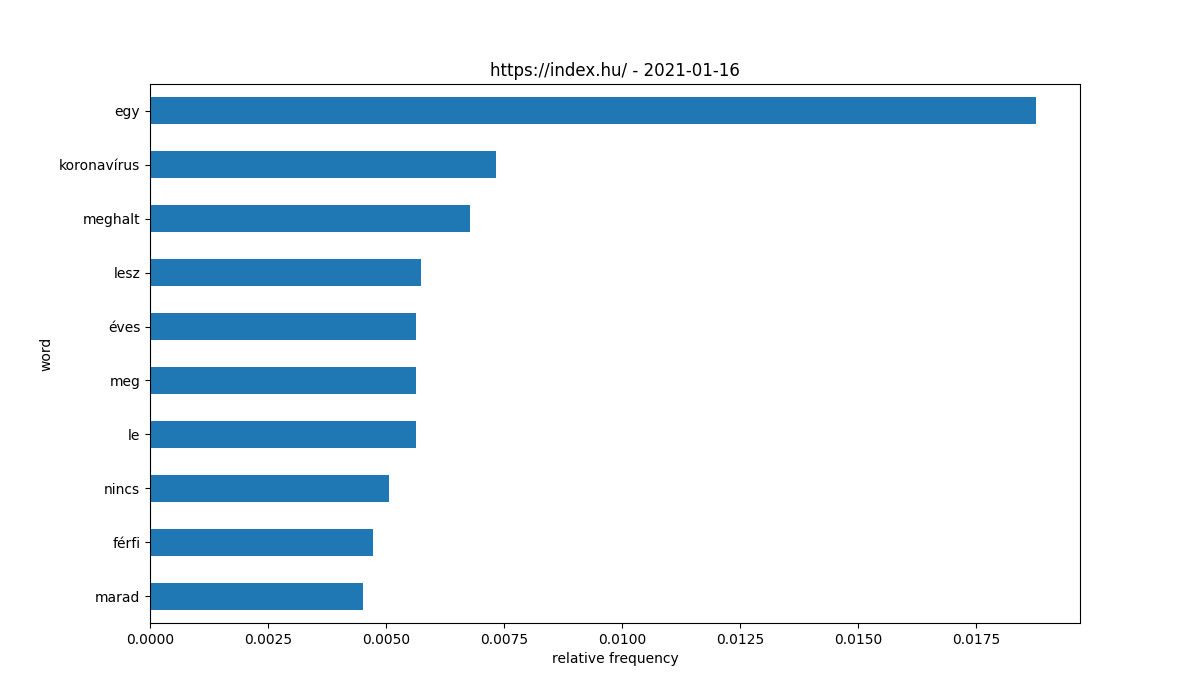 https://index.hu/ - 2021-01-16
egy
koronavírus
meghalt
lesz
éves
meg
le
nincs
férfi
marad
word
0.0000 0.0025 0.0050 0.0075 0.0100 0.0125 0.0150 0.0175
relative frequency